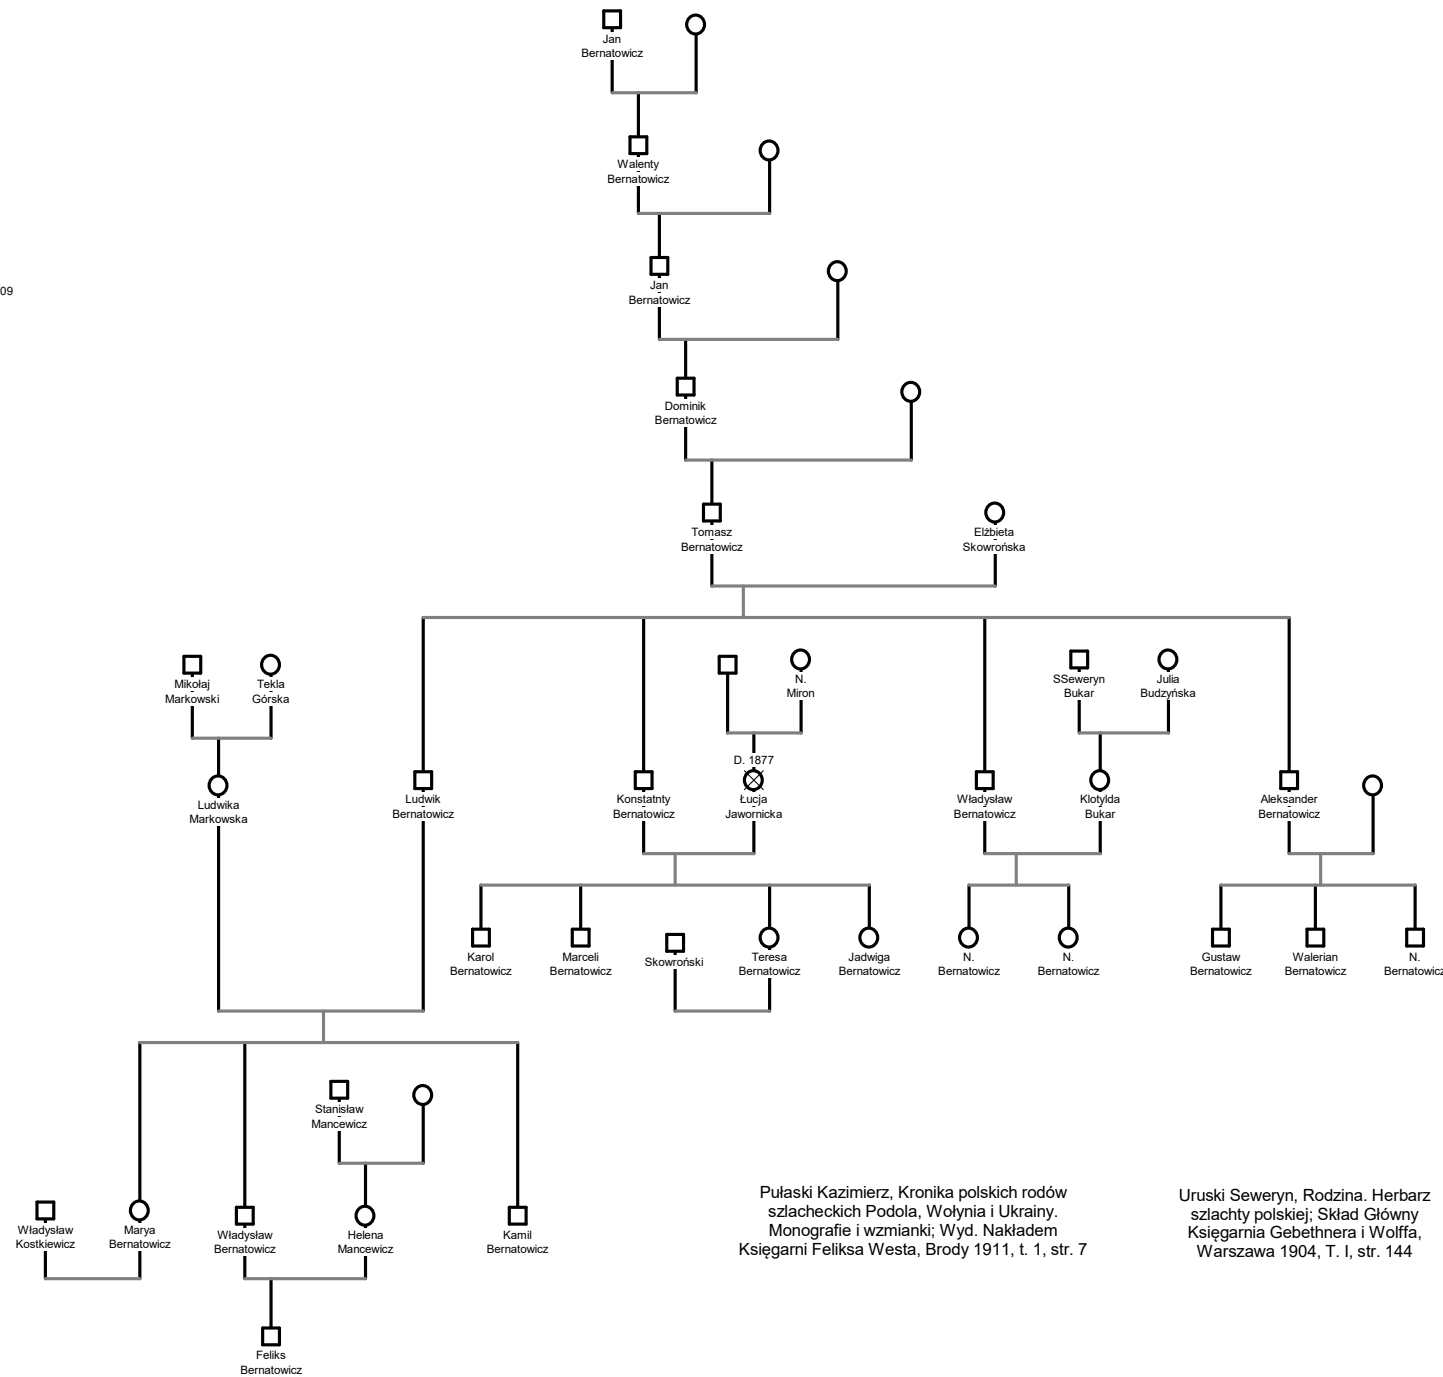 Jan
Bernatowicz
Walenty
Bernatowicz
09
Jan
Bernatowicz
Dominik
Bernatowicz
Tomasz
Bernatowicz
Elżbieta
Skowrońska
Mikołaj
Markowski
Tekla
Górska
N.
Miron
SSeweryn
Bukar
Julia
Budzyńska
D. 1877
Ludwika
Markowska
Ludwik
Bernatowicz
Konstatnty
Bernatowicz
Łucja
Jawornicka
Władysław
Bernatowicz
Klotylda
Bukar
Aleksander
Bernatowicz
Karol
Bernatowicz
Marceli
Bernatowicz
Skowroński
Teresa
Bernatowicz
Jadwiga
Bernatowicz
N.
Bernatowicz
N.
Bernatowicz
Gustaw
Bernatowicz
Walerian
Bernatowicz
N.
Bernatowicz
Stanisław
Mancewicz
Władysław
Kostkiewicz
Marya
Bernatowicz
Władysław
Bernatowicz
Helena
Mancewicz
Kamil
Bernatowicz
Pułaski Kazimierz, Kronika polskich rodów
szlacheckich Podola, Wołynia i Ukrainy.
Monografie i wzmianki; Wyd. Nakładem
Księgarni Feliksa Westa, Brody 1911, t. 1, str. 7
Uruski Seweryn, Rodzina. Herbarz
szlachty polskiej; Skład Główny
Księgarnia Gebethnera i Wolffa,
Warszawa 1904, T. I, str. 144
Feliks
Bernatowicz